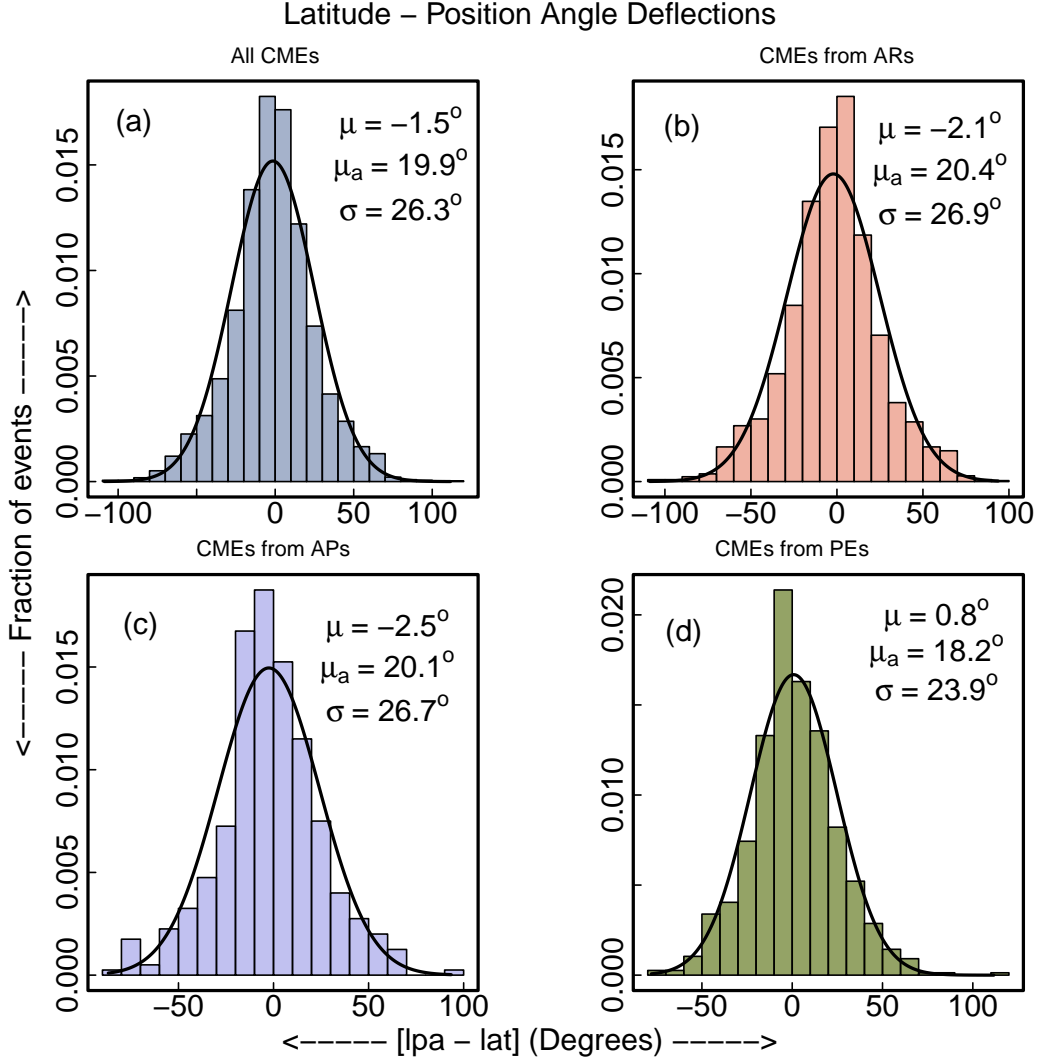 Latitude – Position Angle Deflections
All CMEs
(a)
μ = −1.5°
μa = 19.9°
σ = 26.3°
0.000 0.005 0.010 0.015
−100 0 50 100
CMEs from ARs
(b)
μ = −2.1°
μa = 20.4°
σ = 26.9°
0.000 0.005 0.010 0.015
−100 −50 0 50 100
CMEs from APs
(c)
μ = −2.5°
μa = 20.1°
σ = 26.7°
0.000 0.005 0.010 0.015
−50 0 50 100
CMEs from PEs
(d)
μ = 0.8°
μa = 18.2°
σ = 23.9°
0.000 0.010 0.020
−50 0 50 100
<−−−−− Fraction of events −−−−−>
<−−−−− [lpa − lat] (Degrees) −−−−−>